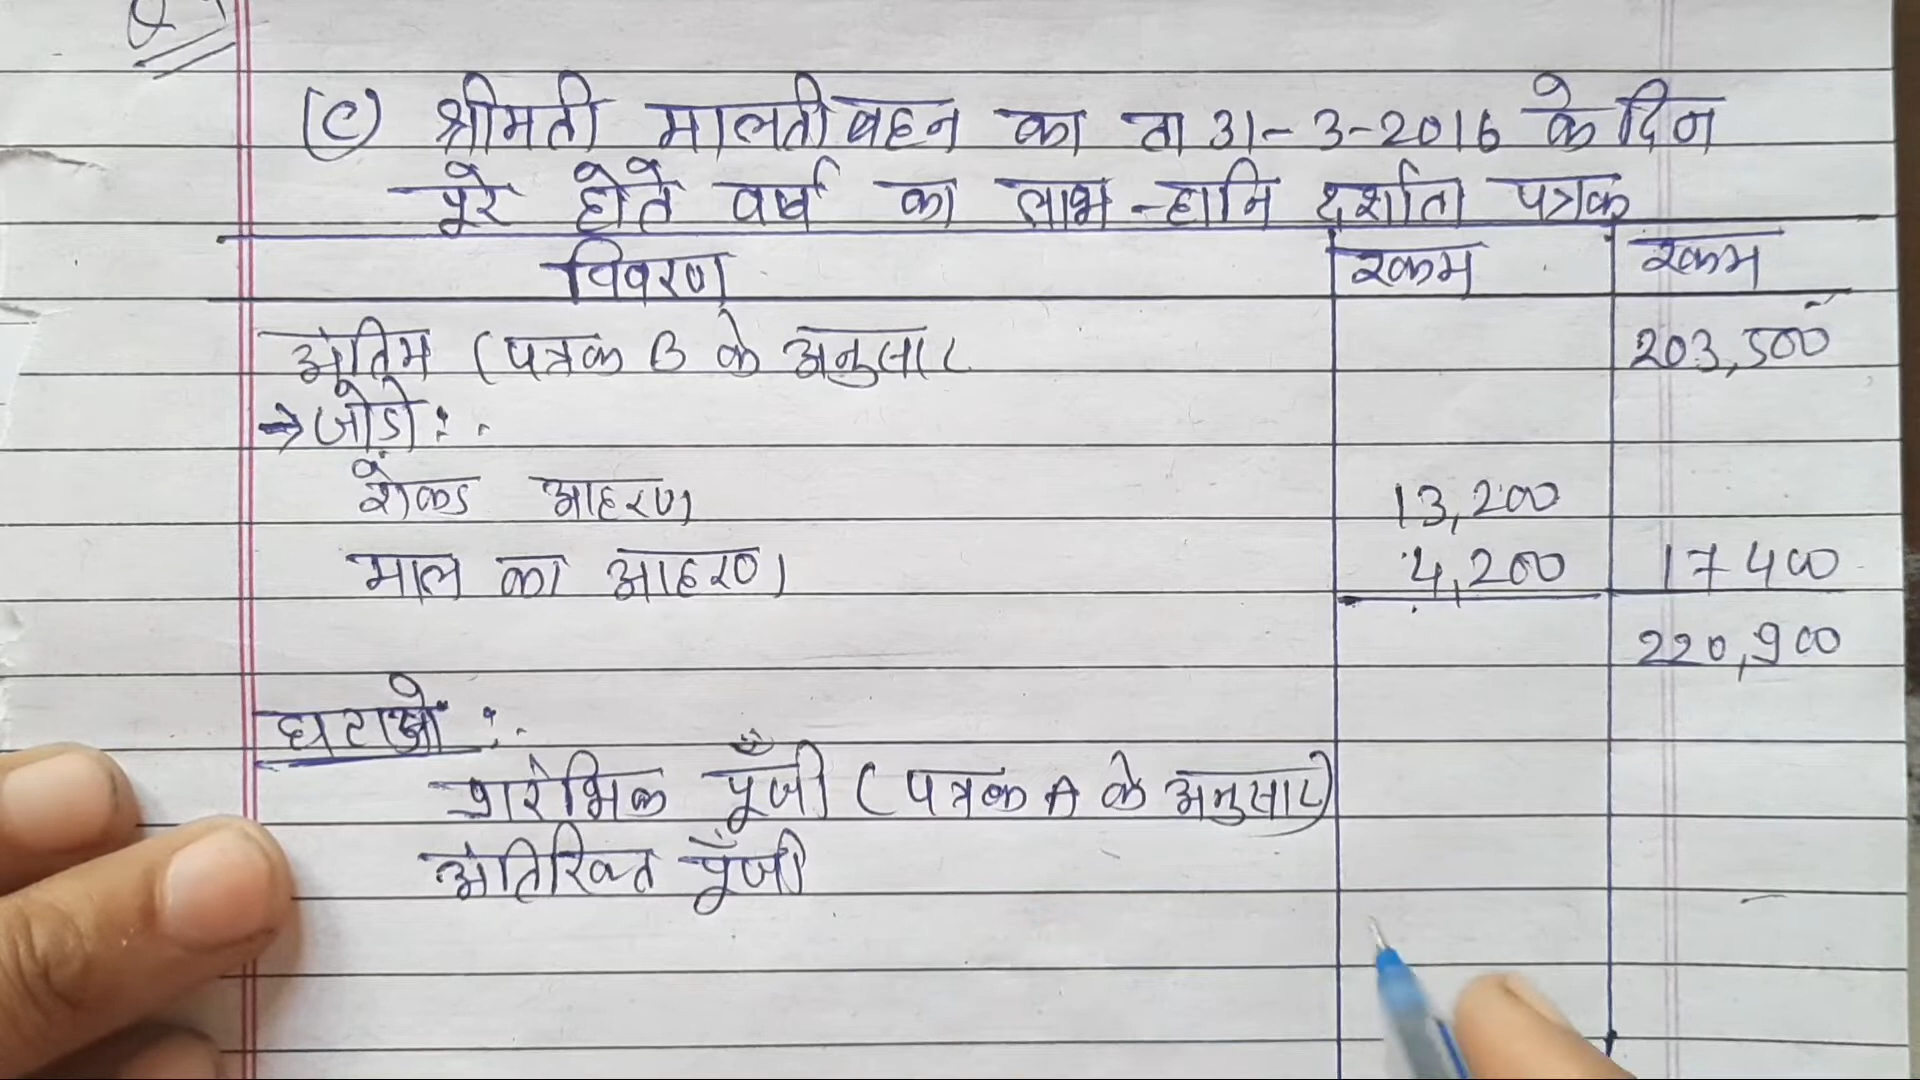 (C) श्रीमती मालतीबहन का ता 31-3-2016 के दिन
पूरे होते वर्ष का लाभ-हानि दर्शाता पत्रक
विवरण रकम रकम
अंतिम (पत्रक B के अनुसार 203,500
→ जोडो :-
रोकड आहरण 13,200
माल का आहरण 4,200 17400
220,900
घटाओ :-
प्रारंभिक पूँजी (पत्रक A के अनुसार)
अतिरिक्त पूँजी